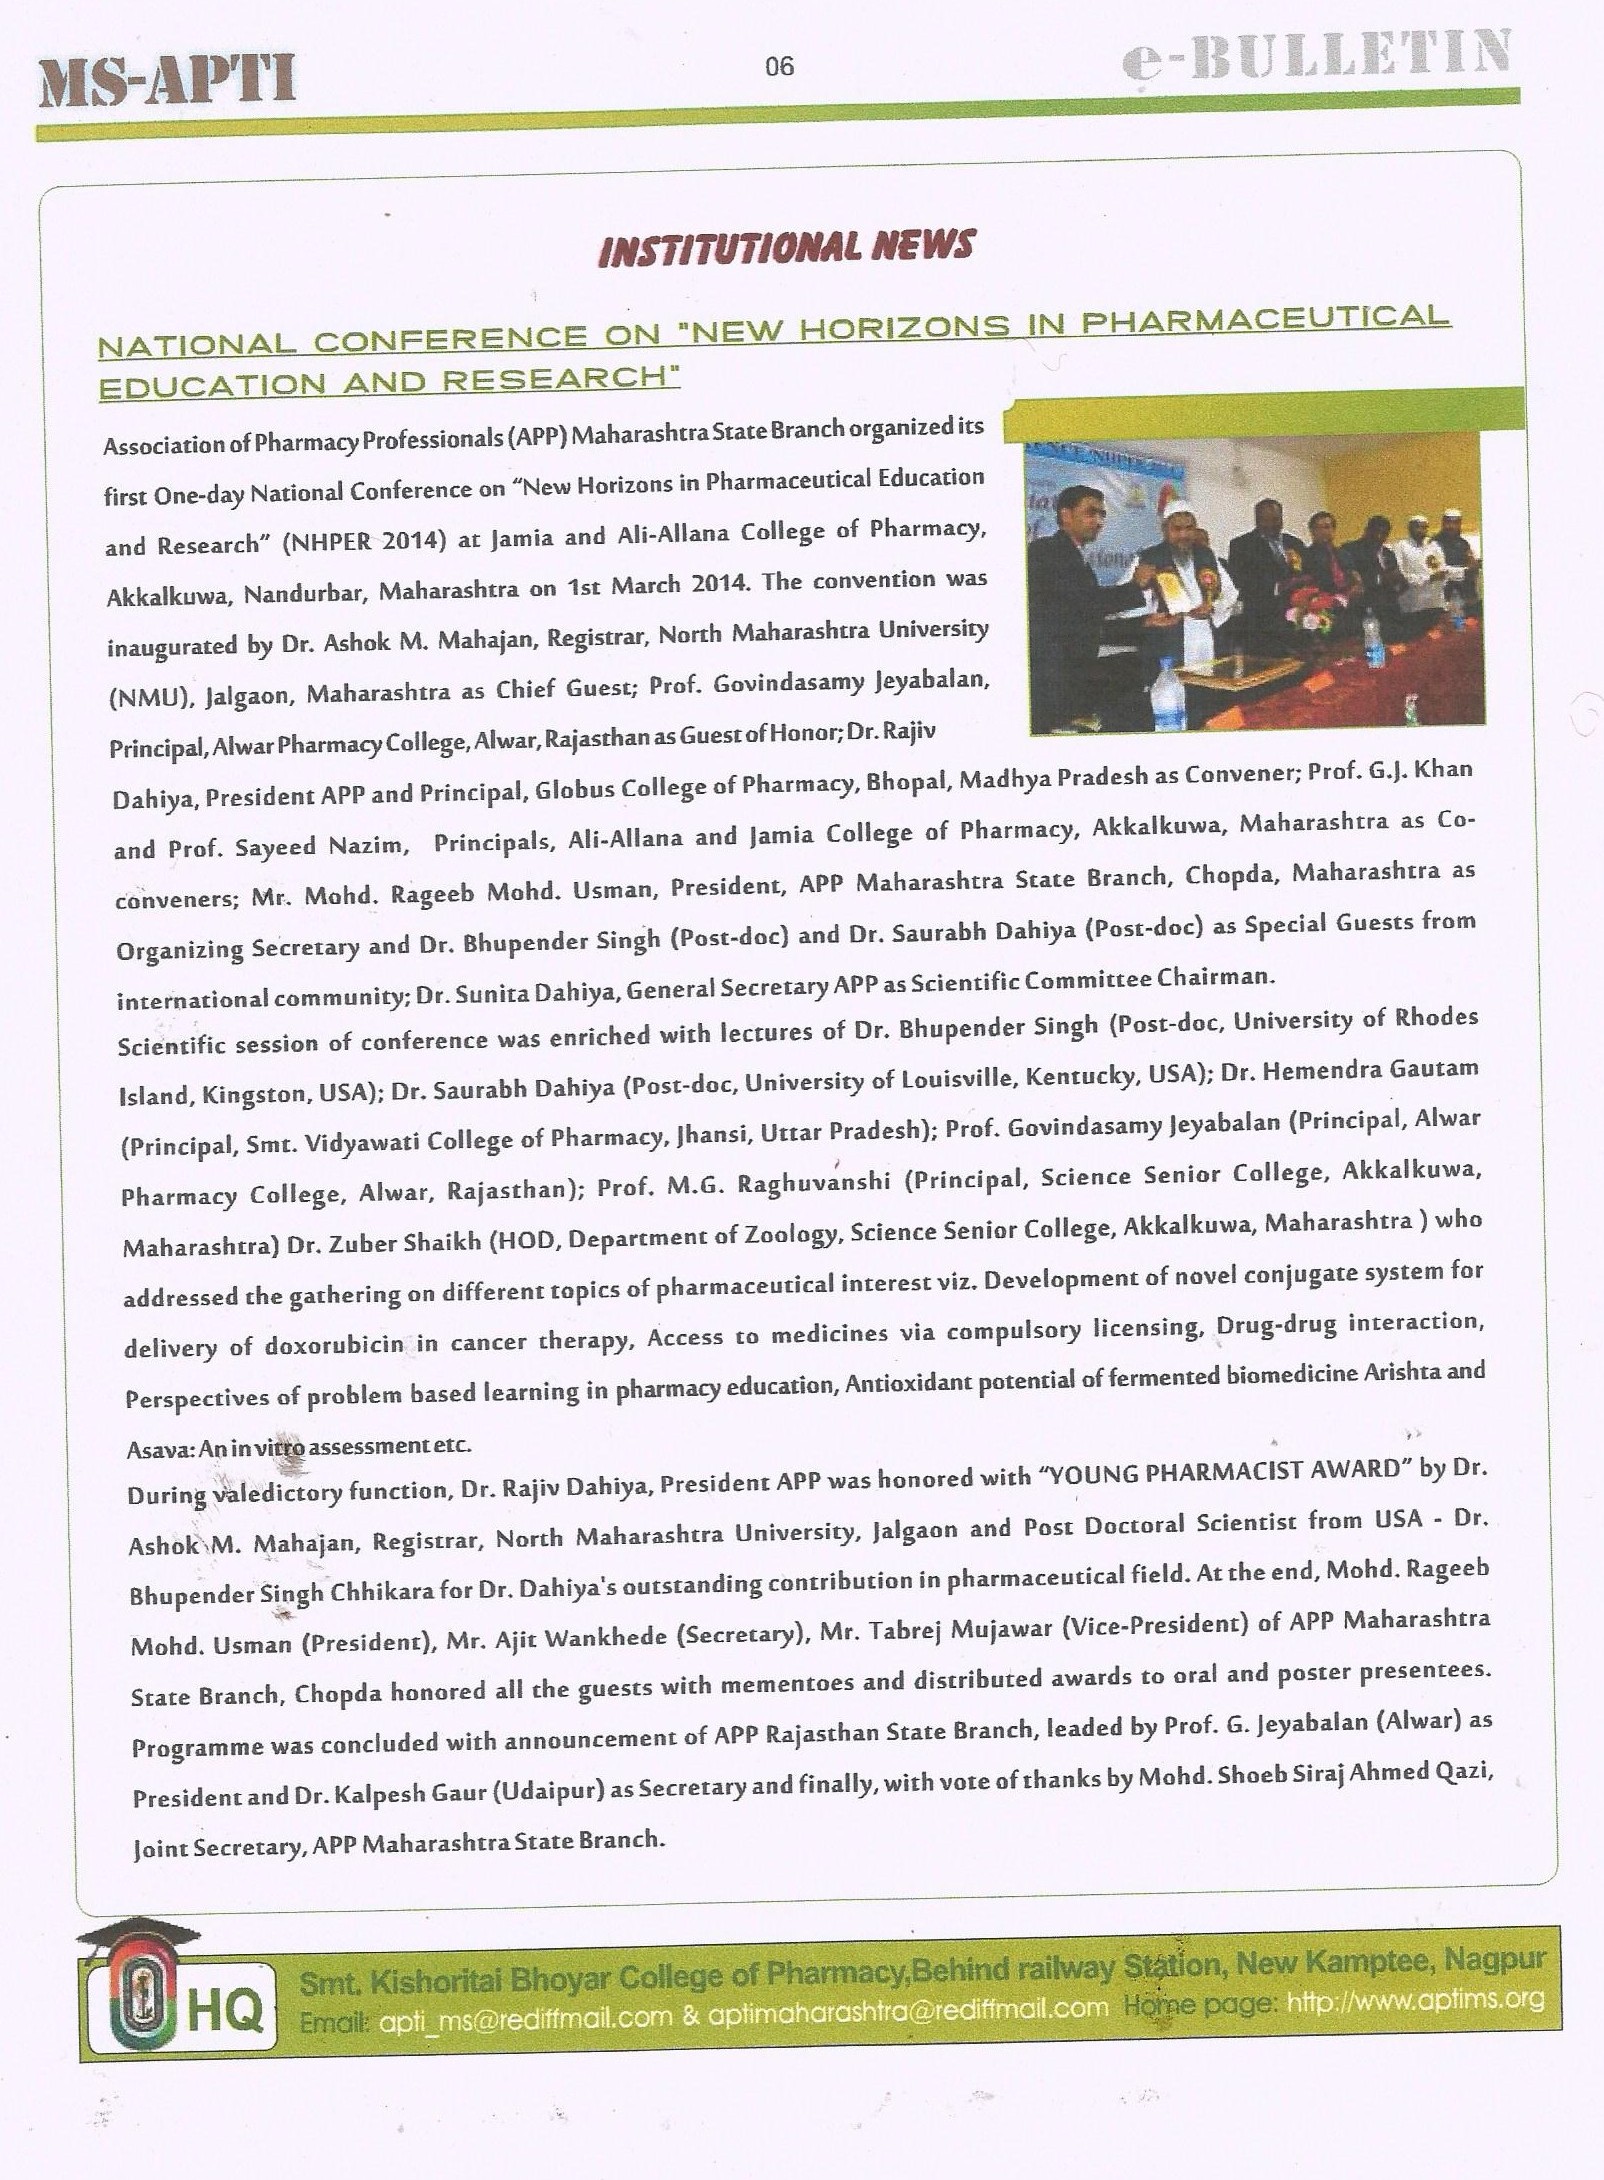 MS-APTI
06
e-BULLETIN
INSTITUTIONAL NEWS
NATIONAL CONFERENCE ON "NEW HORIZONS IN PHARMACEUTICAL
EDUCATION AND RESEARCH"
Association of Pharmacy Professionals (APP) Maharashtra State Branch organized its
first One-day National Conference on “New Horizons in Pharmaceutical Education
and Research” (NHPER 2014) at Jamia and Ali-Allana College of Pharmacy,
Akkalkuwa, Nandurbar, Maharashtra on 1st March 2014. The convention was
inaugurated by Dr. Ashok M. Mahajan, Registrar, North Maharashtra University
(NMU), Jalgaon, Maharashtra as Chief Guest; Prof. Govindasamy Jeyabalan,
Principal, Alwar Pharmacy College, Alwar, Rajasthan as Guest of Honor; Dr. Rajiv
Dahiya, President APP and Principal, Globus College of Pharmacy, Bhopal, Madhya Pradesh as Convener; Prof. G.J. Khan
and Prof. Sayeed Nazim, Principals, Ali-Allana and Jamia College of Pharmacy, Akkalkuwa, Maharashtra as Co-
conveners; Mr. Mohd. Rageeb Mohd. Usman, President, APP Maharashtra State Branch, Chopda, Maharashtra as
Organizing Secretary and Dr. Bhupender Singh (Post-doc) and Dr. Saurabh Dahiya (Post-doc) as Special Guests from
international community; Dr. Sunita Dahiya, General Secretary APP as Scientific Committee Chairman.
Scientific session of conference was enriched with lectures of Dr. Bhupender Singh (Post-doc, University of Rhodes
Island, Kingston, USA); Dr. Saurabh Dahiya (Post-doc, University of Louisville, Kentucky, USA); Dr. Hemendra Gautam
(Principal, Smt. Vidyawati College of Pharmacy, Jhansi, Uttar Pradesh); Prof. Govindasamy Jeyabalan (Principal, Alwar
Pharmacy College, Alwar, Rajasthan); Prof. M.G. Raghuvanshi (Principal, Science Senior College, Akkalkuwa,
Maharashtra) Dr. Zuber Shaikh (HOD, Department of Zoology, Science Senior College, Akkalkuwa, Maharashtra ) who
addressed the gathering on different topics of pharmaceutical interest viz. Development of novel conjugate system for
delivery of doxorubicin in cancer therapy, Access to medicines via compulsory licensing, Drug-drug interaction,
Perspectives of problem based learning in pharmacy education, Antioxidant potential of fermented biomedicine Arishta and
Asava: An in vitro assessment etc.
During valedictory function, Dr. Rajiv Dahiya, President APP was honored with “YOUNG PHARMACIST AWARD” by Dr.
Ashok M. Mahajan, Registrar, North Maharashtra University, Jalgaon and Post Doctoral Scientist from USA - Dr.
Bhupender Singh Chhikara for Dr. Dahiya's outstanding contribution in pharmaceutical field. At the end, Mohd. Rageeb
Mohd. Usman (President), Mr. Ajit Wankhede (Secretary), Mr. Tabrej Mujawar (Vice-President) of APP Maharashtra
State Branch, Chopda honored all the guests with mementoes and distributed awards to oral and poster presentees.
Programme was concluded with announcement of APP Rajasthan State Branch, leaded by Prof. G. Jeyabalan (Alwar) as
President and Dr. Kalpesh Gaur (Udaipur) as Secretary and finally, with vote of thanks by Mohd. Shoeb Siraj Ahmed Qazi,
Joint Secretary, APP Maharashtra State Branch.
HQ
Smt. Kishoritai Bhoyar College of Pharmacy,Behind railway Station, New Kamptee, Nagpur
Email: apti_ms@rediffmail.com & aptimaharashtra@rediffmail.com Home page: http://www.aptims.org